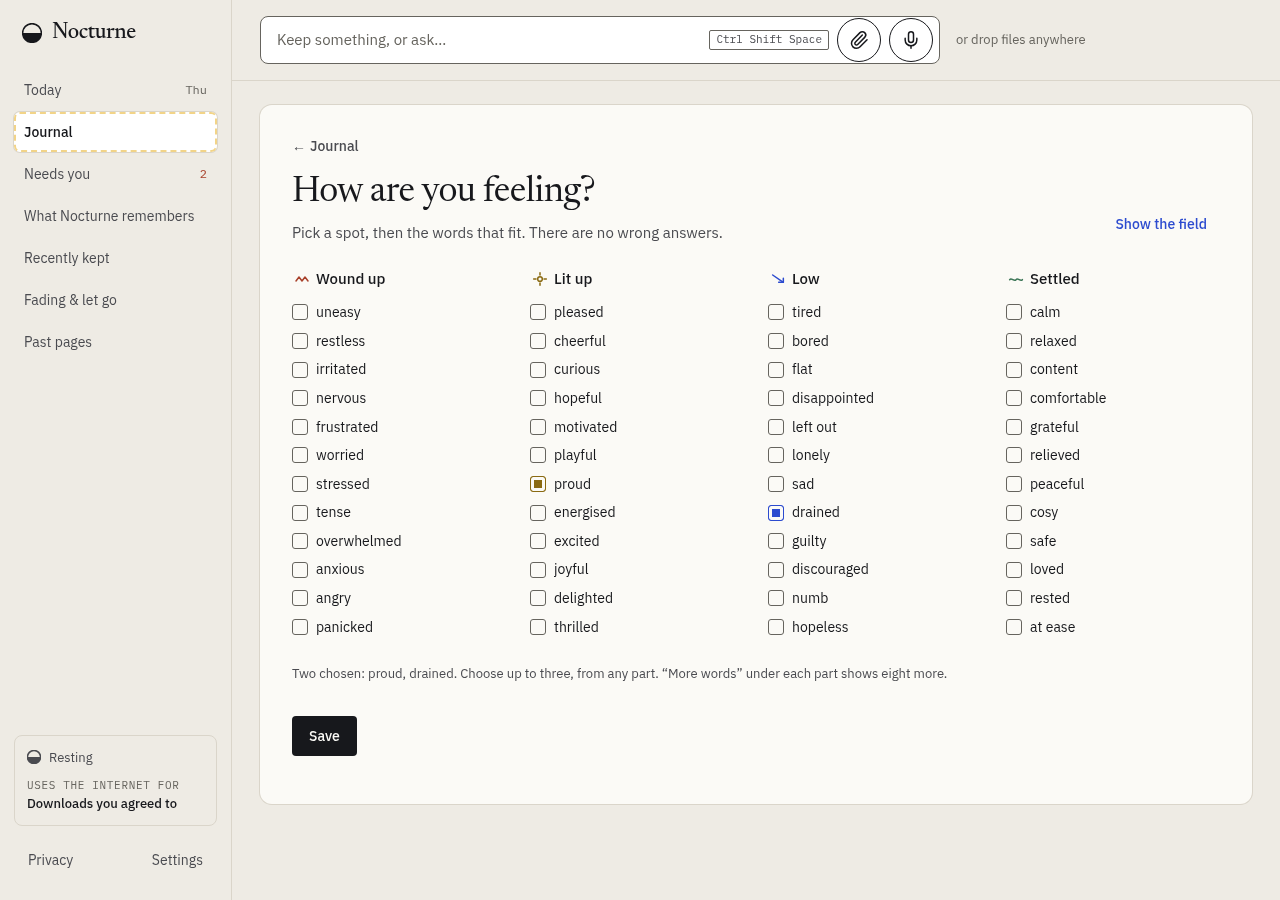 Nocturne
Today Thu
Journal
Needs you 2
What Nocturne remembers
Recently kept
Fading & let go
Past pages
Resting
USES THE INTERNET FOR
Downloads you agreed to
Privacy Settings
Keep something, or ask... Ctrl Shift Space or drop files anywhere
← Journal
How are you feeling?
Pick a spot, then the words that fit. There are no wrong answers.
Show the field
Wound up
uneasy
restless
irritated
nervous
frustrated
worried
stressed
tense
overwhelmed
anxious
angry
panicked
Lit up
pleased
cheerful
curious
hopeful
motivated
playful
proud
energised
excited
joyful
delighted
thrilled
Low
tired
bored
flat
disappointed
left out
lonely
sad
drained
guilty
discouraged
numb
hopeless
Settled
calm
relaxed
content
comfortable
grateful
relieved
peaceful
cosy
safe
loved
rested
at ease
Two chosen: proud, drained. Choose up to three, from any part. “More words” under each part shows eight more.
Save